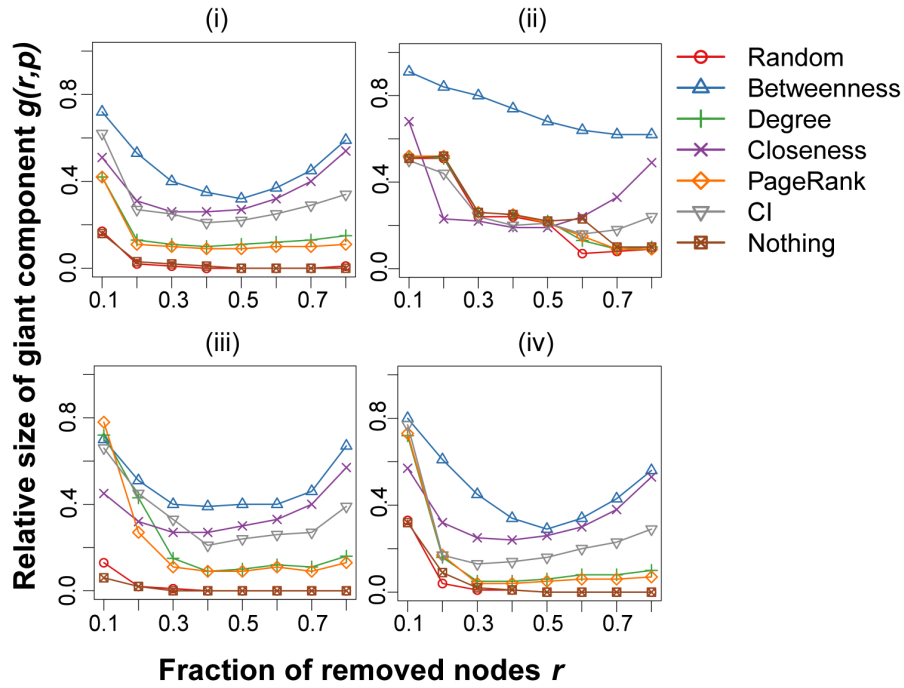 (i)
(ii)
Relative size of giant component g(r,p)
0.8
0.4
0.0
0.1 0.3 0.5 0.7
0.8
0.4
0.0
0.1 0.3 0.5 0.7
Random
Betweenness
Degree
Closeness
PageRank
CI
Nothing
(iii)
(iv)
0.8
0.4
0.0
0.1 0.3 0.5 0.7
0.8
0.4
0.0
0.1 0.3 0.5 0.7
Fraction of removed nodes r